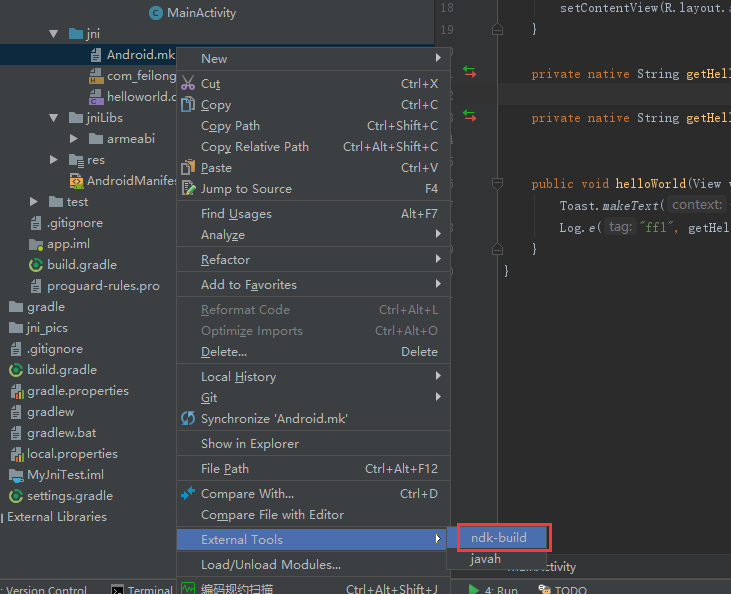 MainActivity
jni
Android.mk
com_feilong
helloworld.c
jniLibs
armeabi
res
AndroidManifes
test
.gitignore
app.iml
build.gradle
proguard-rules.pro
gradle
jni_pics
.gitignore
build.gradle
gradle.properties
gradlew
gradlew.bat
local.properties
MyJniTest.iml
settings.gradle
External Libraries
New
Cut Ctrl+X
Copy Ctrl+C
Copy Path Ctrl+Shift+C
Copy Relative Path Ctrl+Alt+Shift+C
Paste Ctrl+V
Jump to Source F4
Find Usages Alt+F7
Analyze
Refactor
Add to Favorites
Reformat Code Ctrl+Alt+L
Optimize Imports Ctrl+Alt+O
Delete... Delete
Local History
Git
Synchronize 'Android.mk'
Show in Explorer
File Path Ctrl+Alt+F12
Compare With... Ctrl+D
Compare File with Editor
External Tools
Load/Unload Modules...
编码规约扫描 Ctrl+Alt+Shift+J
ndk-build
javah
18 setContentView(R.layout.
19 }
private native String getHell
private native String getHell
public void helloWorld(View v
Toast.makeText( context:
Log.e( tag: "ffl", getHel
}
}
MainActivity
Version Control
Terminal
4: Run
TODO